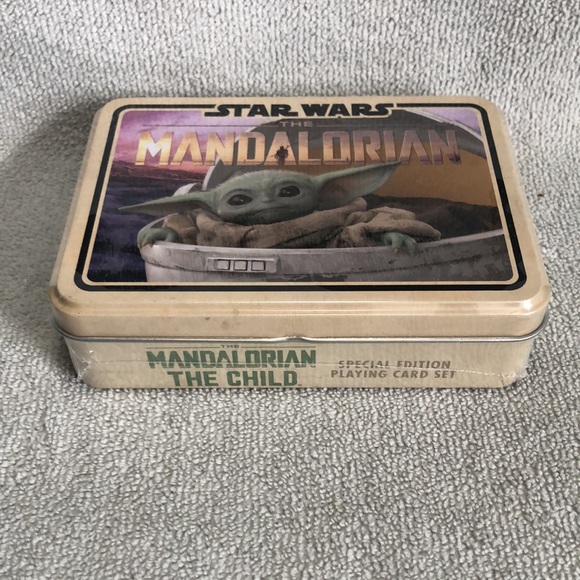 STAR WARS
THE
MANDALORIAN
THE
MANDALORIAN
THE CHILD
SPECIAL EDITION
PLAYING CARD SET